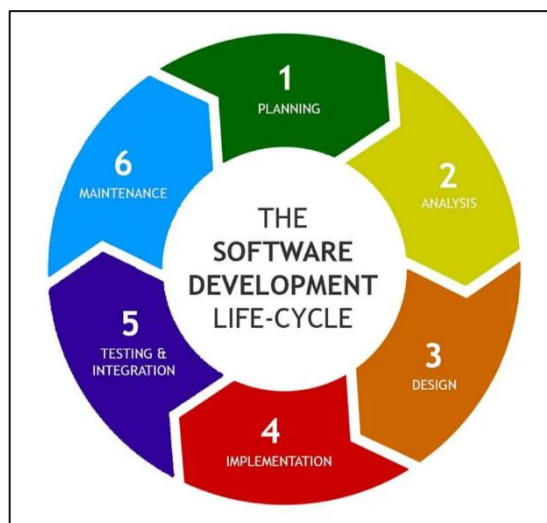 THE
SOFTWARE
DEVELOPMENT
LIFE-CYCLE
1
PLANNING
2
ANALYSIS
3
DESIGN
4
IMPLEMENTATION
5
TESTING &
INTEGRATION
6
MAINTENANCE